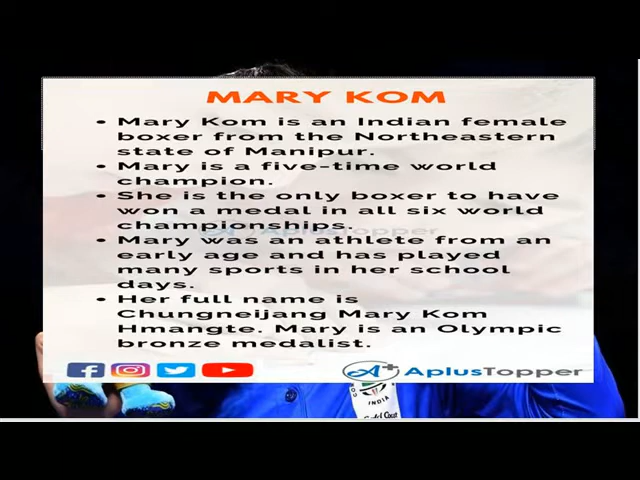 MARY KOM
• Mary Kom is an Indian female
boxer from the Northeastern
state of Manipur.
• Mary is a five-time world
champion.
• She is the only boxer to have
won a medal in all six world
championships.
• Mary was an athlete from an
early age and has played
many sports in her school
days.
• Her full name is
Chungneijang Mary Kom
Hmangte. Mary is an Olympic
bronze medalist.
A+ AplusTopper
INDIA